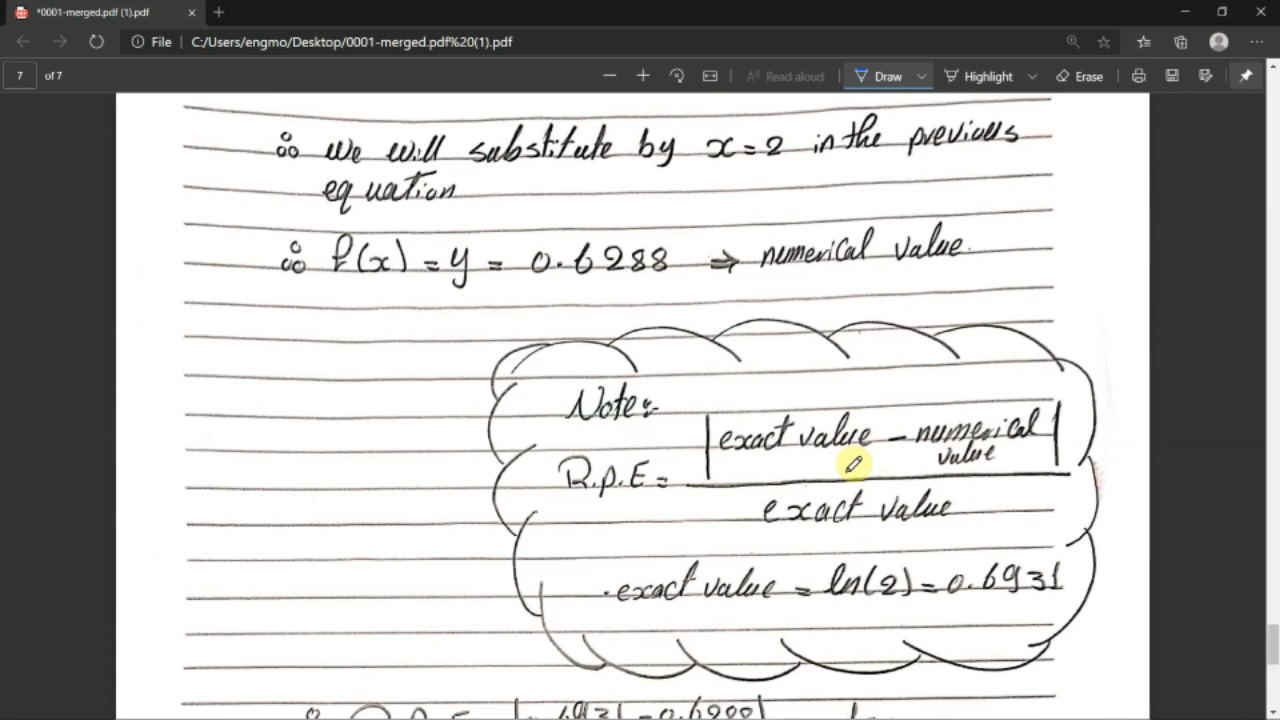 *0001-merged.pdf (1).pdf
File C:/Users/engmo/Desktop/0001-merged.pdf%20(1).pdf
7 of 7 Read aloud Draw Highlight Erase
∴ we will substitute by x = 2 in the previous
equation
∴ f(x) = y = 0.6288 ⇒ numerical value.
Note:-
|exact value - numerical
value|
R.p.E =
exact value
.exact value = ln(2) = 0.6931